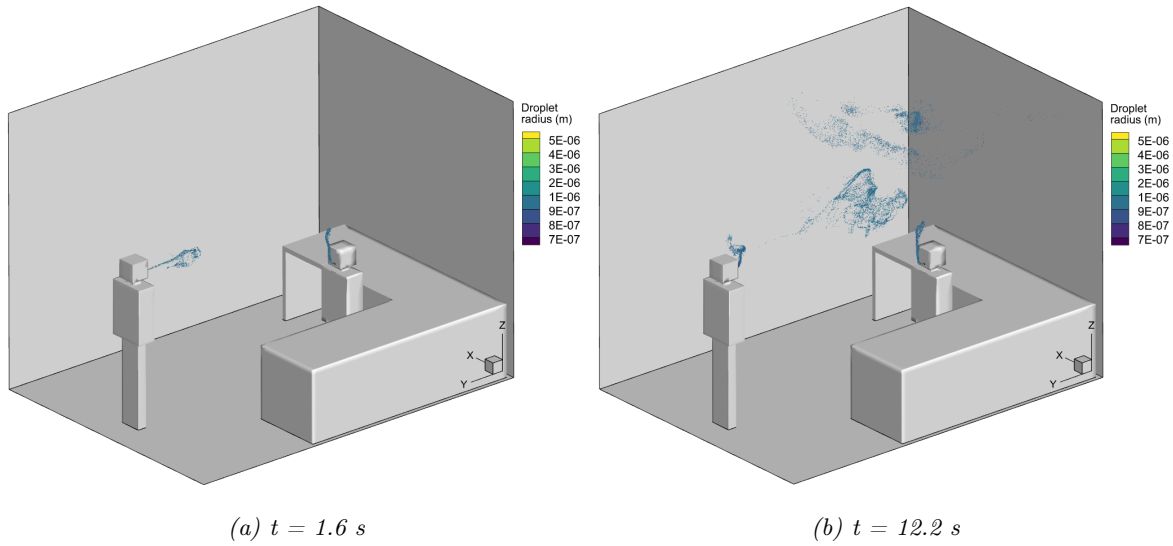 Droplet
radius (m)
5E-06
4E-06
3E-06
2E-06
1E-06
9E-07
8E-07
7E-07
Z
X
Y
(a) t = 1.6 s
Droplet
radius (m)
5E-06
4E-06
3E-06
2E-06
1E-06
9E-07
8E-07
7E-07
Z
X
Y
(b) t = 12.2 s